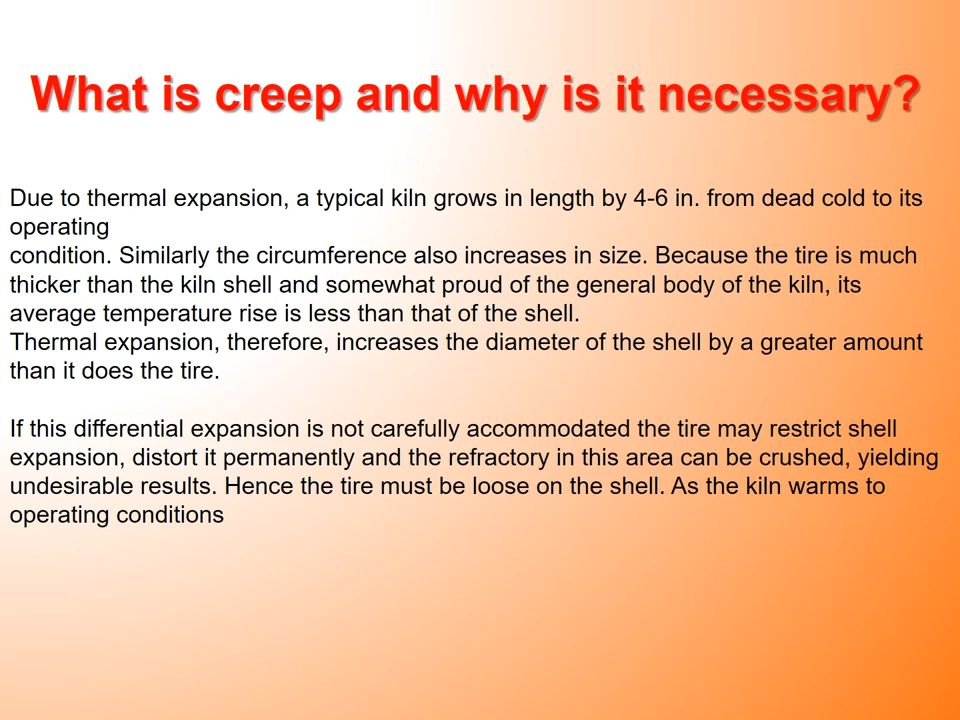 What is creep and why is it necessary?
Due to thermal expansion, a typical kiln grows in length by 4-6 in. from dead cold to its
operating
condition. Similarly the circumference also increases in size. Because the tire is much
thicker than the kiln shell and somewhat proud of the general body of the kiln, its
average temperature rise is less than that of the shell.
Thermal expansion, therefore, increases the diameter of the shell by a greater amount
than it does the tire.
If this differential expansion is not carefully accommodated the tire may restrict shell
expansion, distort it permanently and the refractory in this area can be crushed, yielding
undesirable results. Hence the tire must be loose on the shell. As the kiln warms to
operating conditions